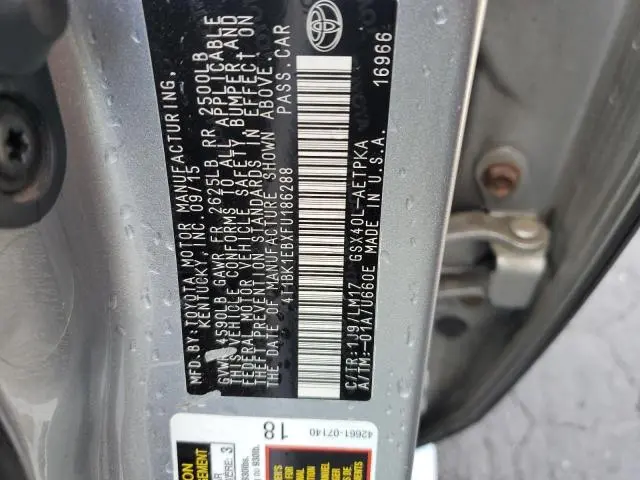 MFD.BY:TOYOTA MOTOR MANUFACTURING,
KENTUCKY, INC. 09/15
GVWR 4590LB GAWR FR 2625LB RR 2500LB
THIS VEHICLE CONFORMS TO ALL APPLICABLE
FEDERAL MOTOR VEHICLE SAFETY, BUMPER AND
THEFT PREVENTION STANDARDS IN EFFECT ON
THE DATE OF MANUFACTURE SHOWN ABOVE.
4T1BK1EBXFU186288 PASS.CAR
C/TR:1J9/LM17 GSX40L-AETPKA
A/TM:-01A/U660E MADE IN U.S.A.
16966
42661-07140
18